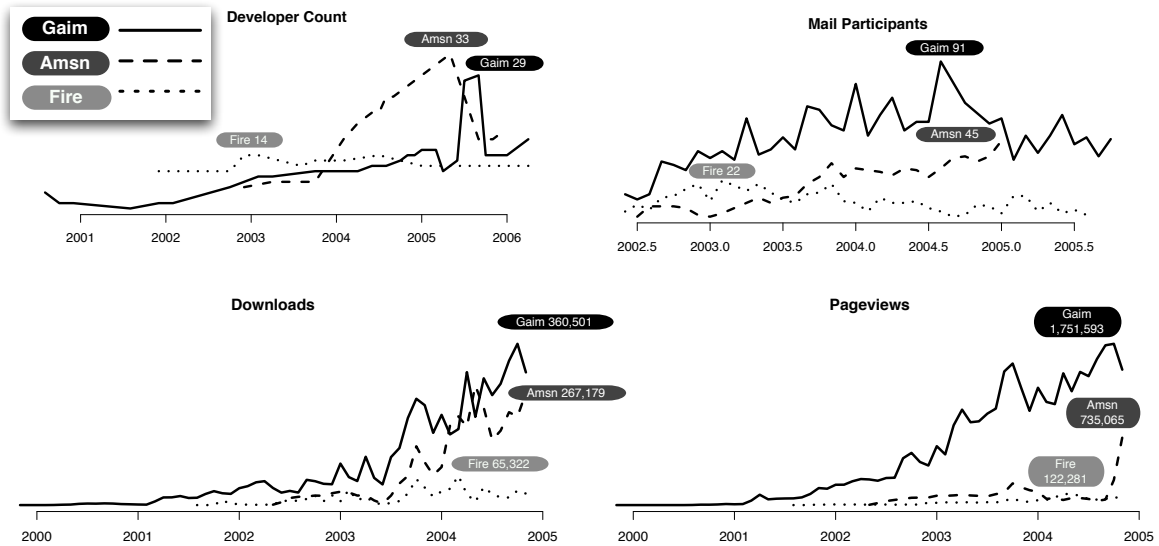 Gaim
Amsn
Fire
Developer Count
Amsn 33
Gaim 29
Fire 14
2001 2002 2003 2004 2005 2006
Mail Participants
Gaim 91
Amsn 45
Fire 22
2002.5 2003.0 2003.5 2004.0 2004.5 2005.0 2005.5
Downloads
Gaim 360,501
Amsn 267,179
Fire 65,322
2000 2001 2002 2003 2004 2005
Pageviews
Gaim
1,751,593
Amsn
735,065
Fire
122,281
2000 2001 2002 2003 2004 2005